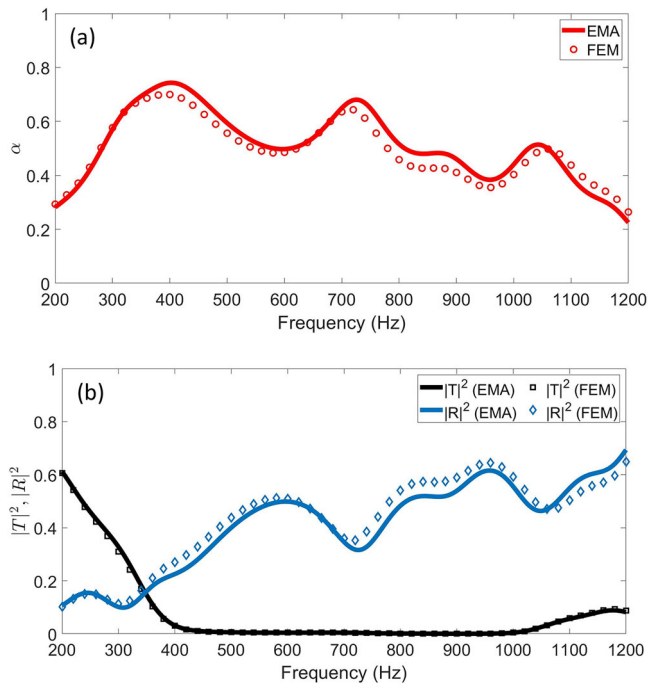 (a)
EMA
FEM
α
1
0.8
0.6
0.4
0.2
0
200 300 400 500 600 700 800 900 1000 1100 1200
Frequency (Hz)
(b)
|T|² (EMA) |T|² (FEM)
|R|² (EMA) |R|² (FEM)
|T|², |R|²
1
0.8
0.6
0.4
0.2
0
200 300 400 500 600 700 800 900 1000 1100 1200
Frequency (Hz)